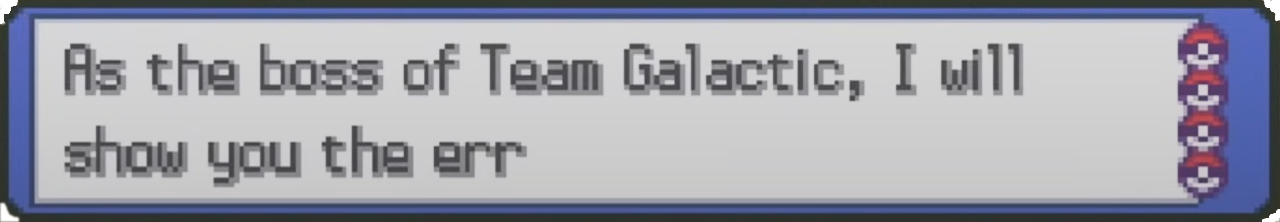 As the boss of Team Galactic, I will
show you the err